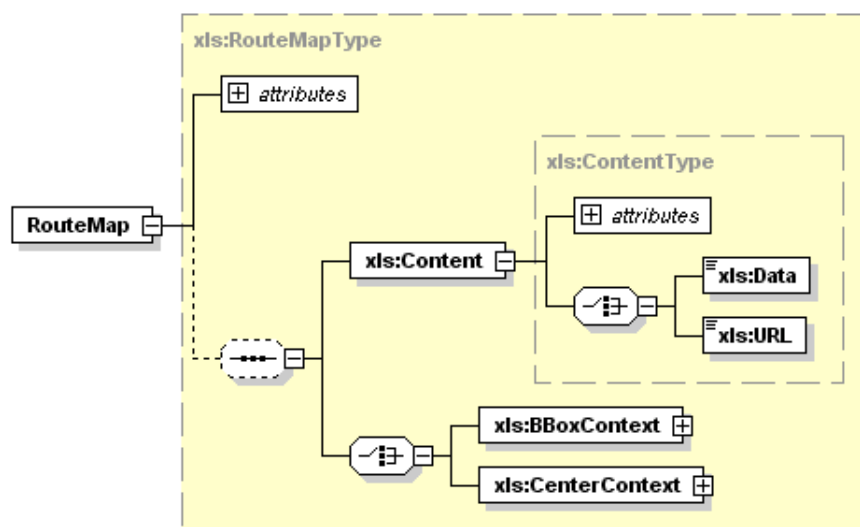 xls:RouteMapType
attributes
xls:ContentType
attributes
RouteMap
xls:Content
xls:Data
xls:URL
xls:BBoxContext
xls:CenterContext